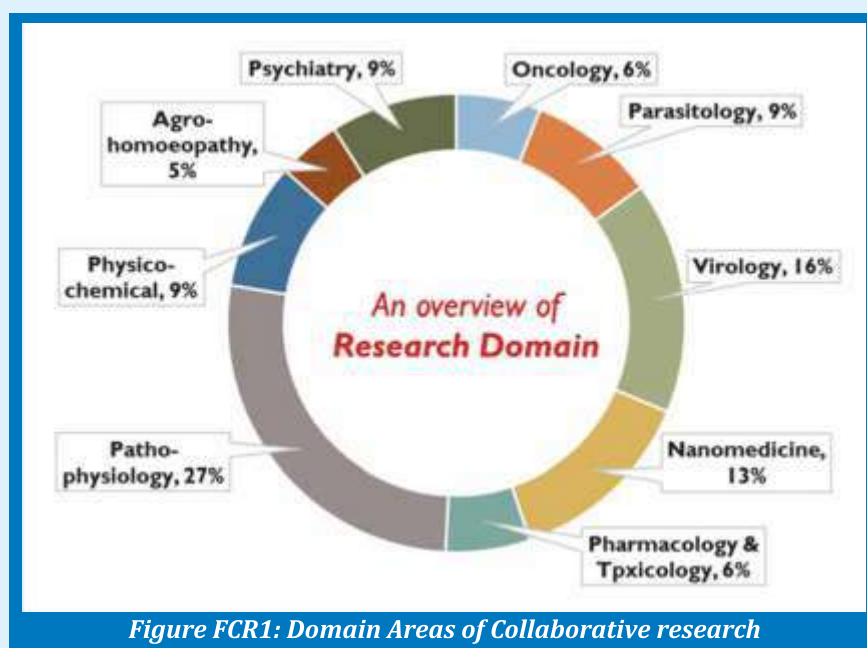 Psychiatry, 9%
Oncology, 6%
Agro-
homoeopathy,
5%
Parasitology, 9%
Physico-
chemical, 9%
Virology, 16%
An overview of
Research Domain
Patho-
physiology, 27%
Nanomedicine,
13%
Pharmacology &
Tpxicology, 6%
Figure FCR1: Domain Areas of Collaborative research